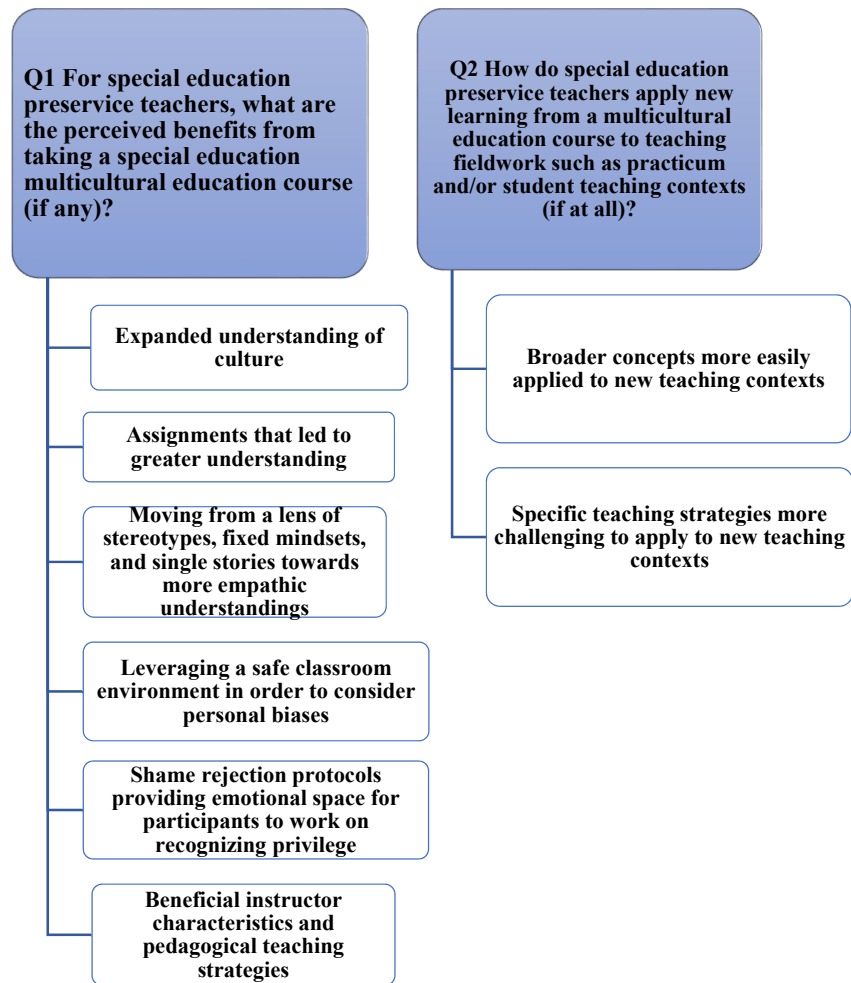 Q1 For special education
preservice teachers, what are
the perceived benefits from
taking a special education
multicultural education course
(if any)?
Expanded understanding of
culture
Assignments that led to
greater understanding
Moving from a lens of
stereotypes, fixed mindsets,
and single stories towards
more empathic
understandings
Leveraging a safe classroom
environment in order to consider
personal biases
Shame rejection protocols
providing emotional space for
participants to work on
recognizing privilege
Beneficial instructor
characteristics and
pedagogical teaching
strategies
Q2 How do special education
preservice teachers apply new
learning from a multicultural
education course to teaching
fieldwork such as practicum
and/or student teaching contexts
(if at all)?
Broader concepts more easily
applied to new teaching contexts
Specific teaching strategies more
challenging to apply to new teaching
contexts